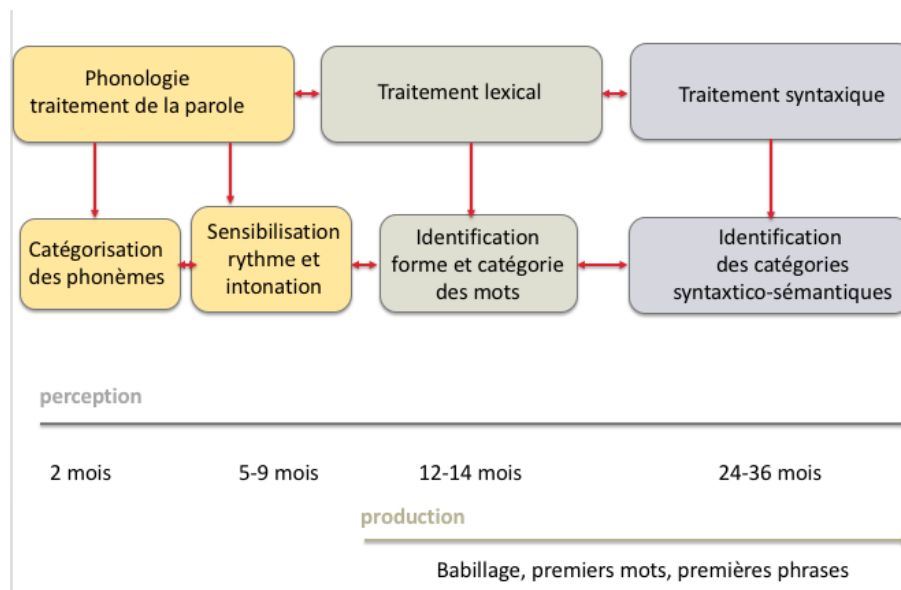 Phonologie
traitement de la parole
Traitement lexical
Traitement syntaxique
Catégorisation
des phonèmes
Sensibilisation
rythme et
intonation
Identification
forme et catégorie
des mots
Identification
des catégories
syntaxtico-sémantiques
perception
2 mois
5-9 mois
12-14 mois
24-36 mois
production
Babillage, premiers mots, premières phrases